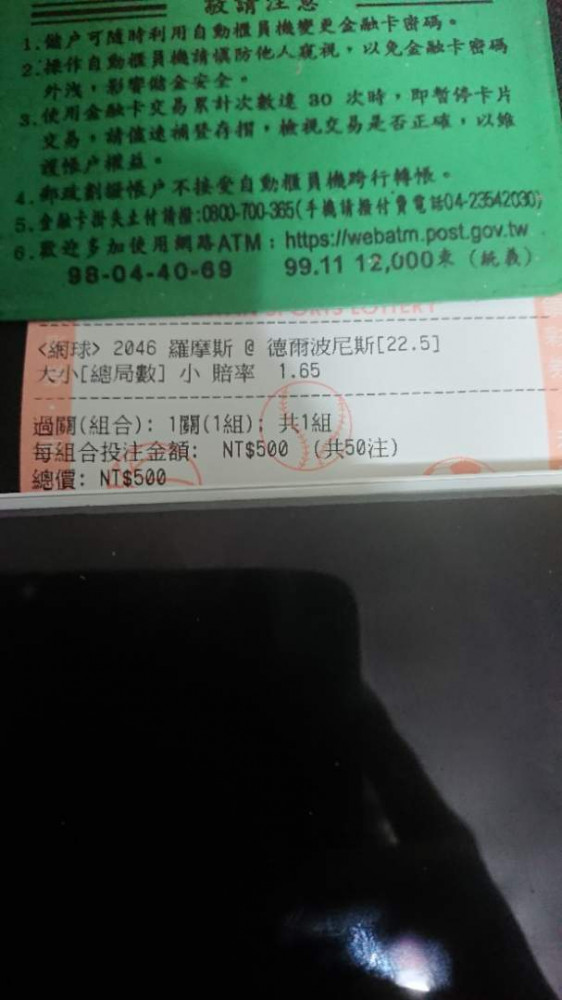 敬請注意
1.儲戶可隨時利用自動櫃員機變更金融卡密碼。
2.操作自動櫃員機請慎防他人窺視，以免金融卡密碼
外洩，影響儲金安全。
3.使用金融卡交易累計次數達 30 次時，即暫停卡片
交易，請儘速補登存摺，檢視交易是否正確，以維
護帳戶權益。
4.郵政劃撥帳戶不接受自動櫃員機跨行轉帳。
5.金融卡掛失止付請撥:0800-700-365(手機請撥付費電話04-23542030)
6.歡迎多加使用網路ATM：https://webatm.post.gov.tw
98-04-40-69 99.11 12,000束 (統義)
SPORTS LOTTERY
<網球> 2046 羅摩斯 @ 德爾波尼斯[22.5]
大小[總局數] 小 賠率 1.65
過關(組合): 1關(1組); 共1組
每組合投注金額: NT$500 (共50注)
總價: NT$500